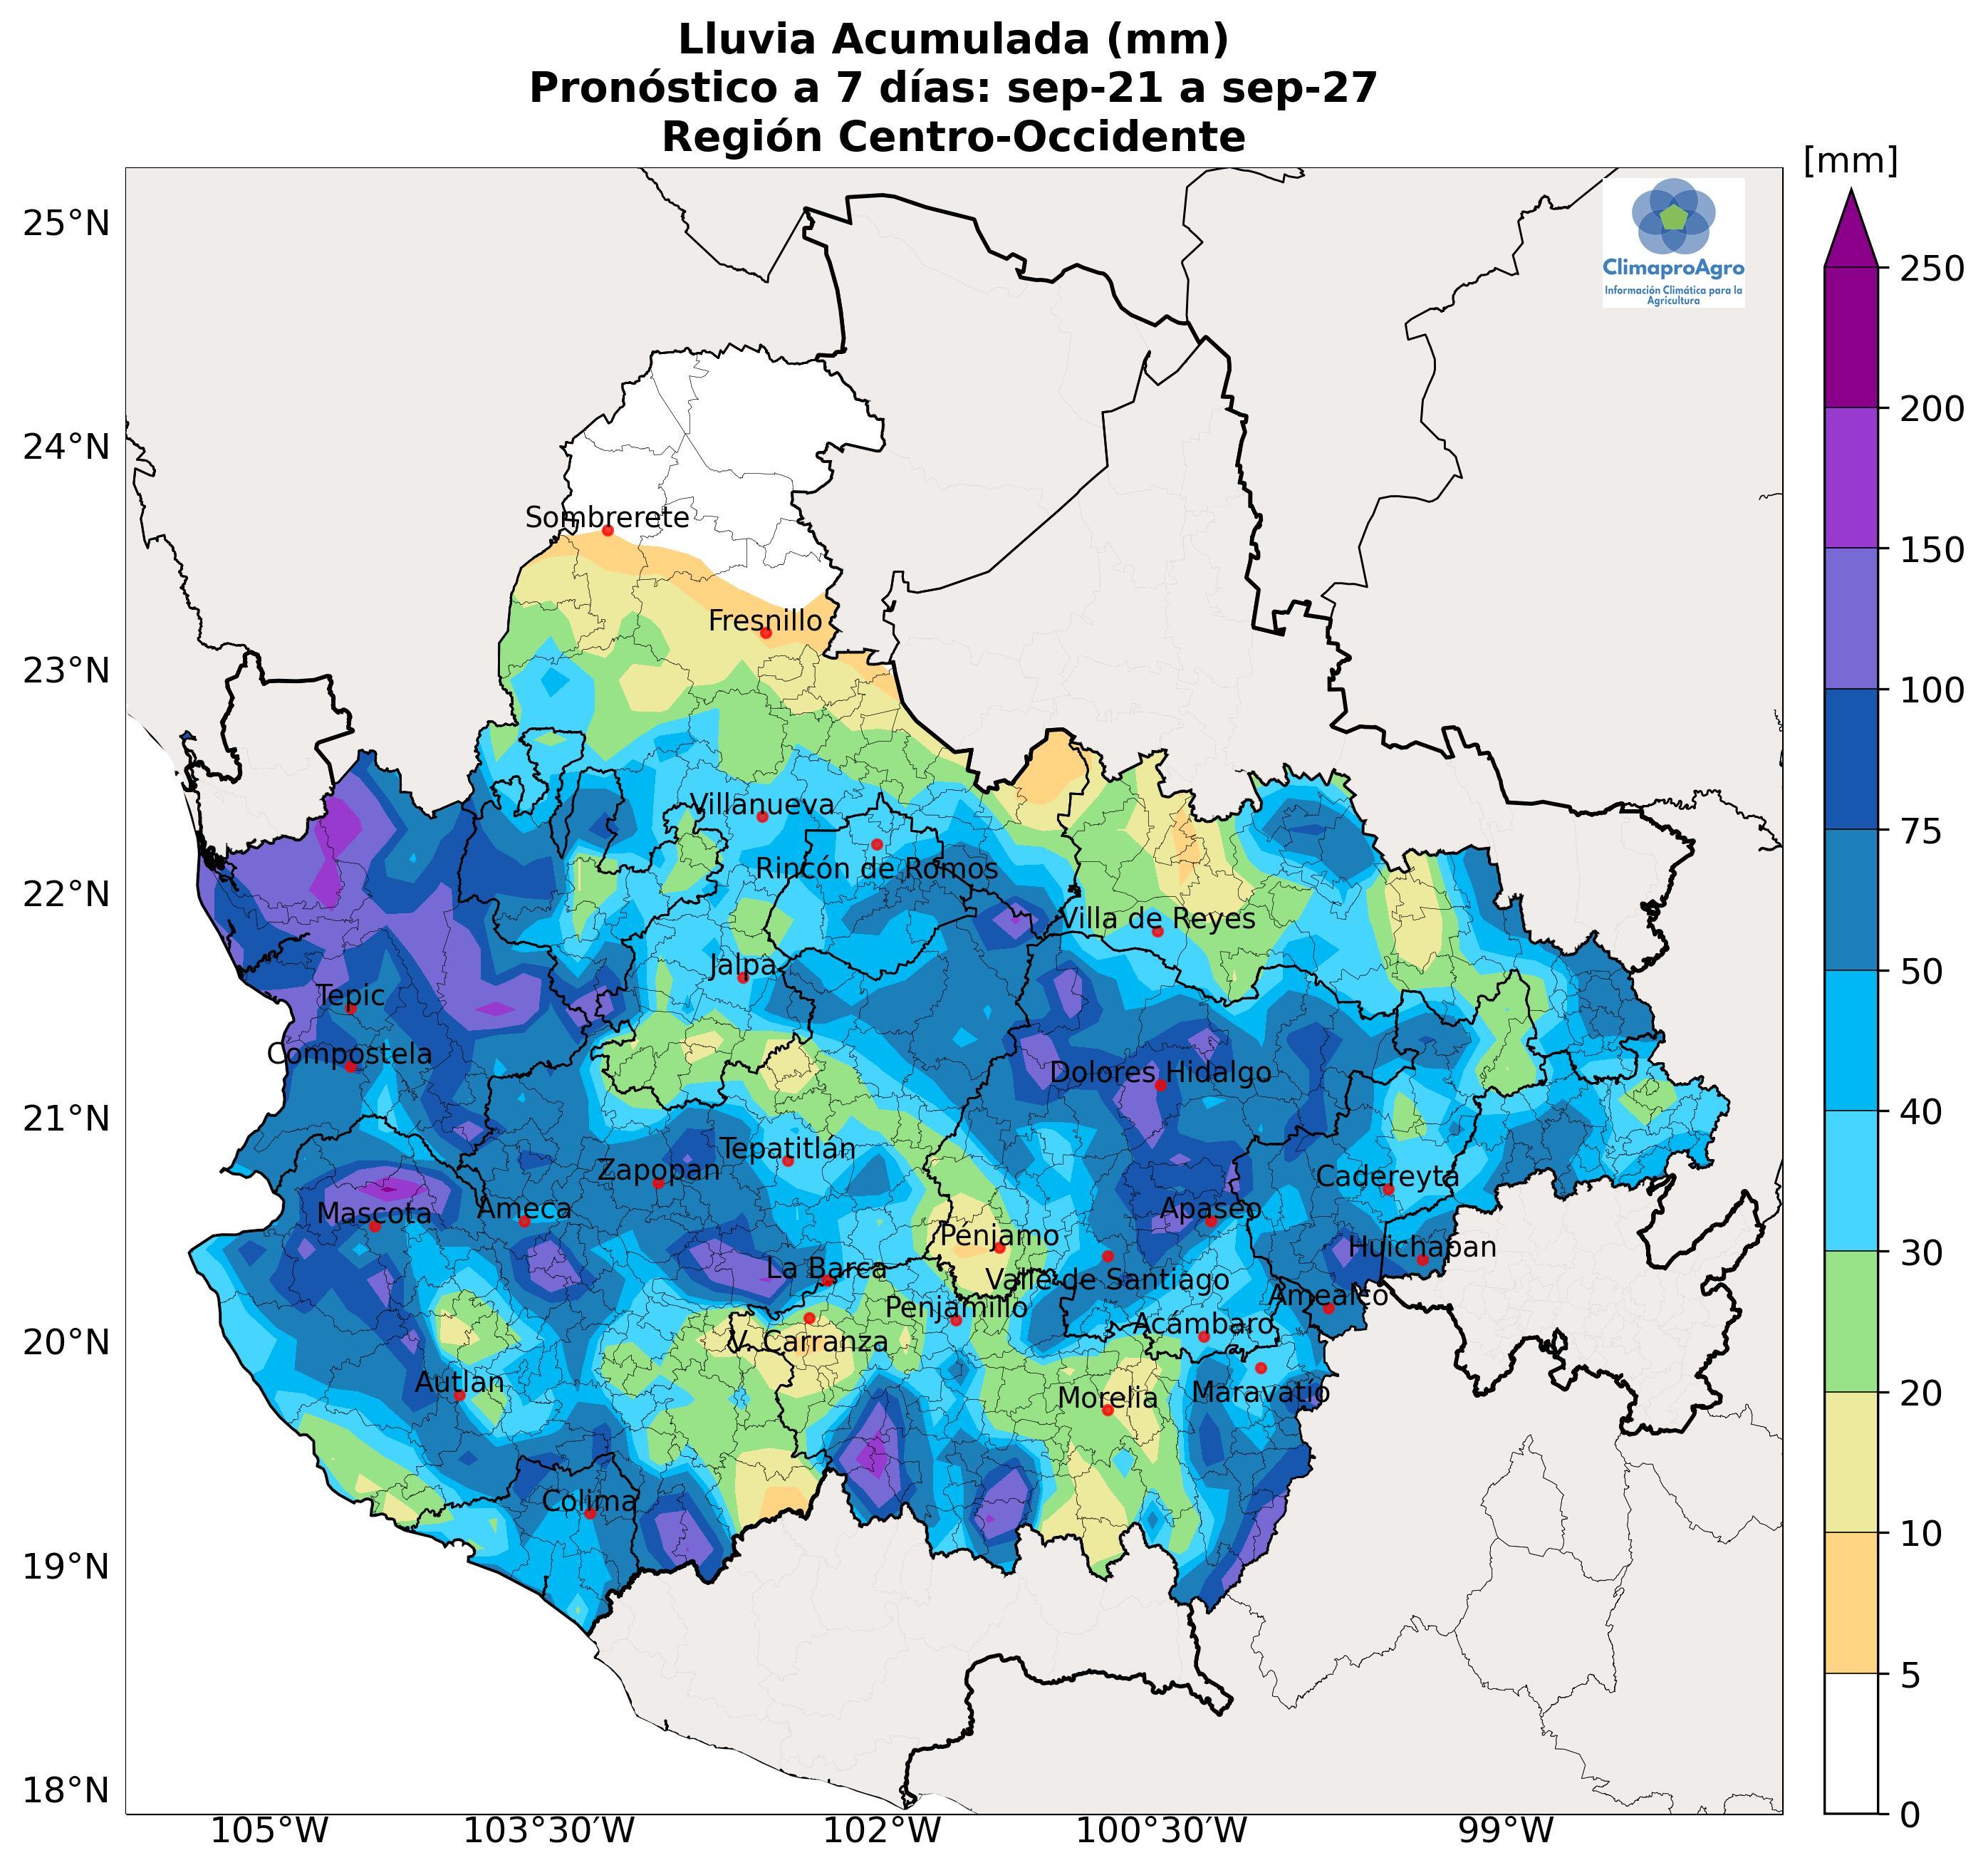 Lluvia Acumulada (mm)
Pronóstico a 7 días: sep-21 a sep-27
Región Centro-Occidente
[mm]
25°N
24°N
23°N
22°N
21°N
20°N
19°N
18°N
ClimaproAgro
Información Climática para la
Agricultura
Sombrerete
Fresnillo
Villanueva
Rincón de Romos
Villa de Reyes
Jalpa
Tepic
Compostela
Dolores Hidalgo
Tepatitlán
Zapopan
Cadereyta
Ameca
Mascota
Apaseo
Pénjamo
Huichapan
La Barca
Valle de Santiago
Amealco
Penjamillo
Acámbaro
V. Carranza
Autlan
Maravatío
Morelia
Colima
250
200
150
100
75
50
40
30
20
10
5
0
105°W
103°30'W
102°W
100°30'W
99°W